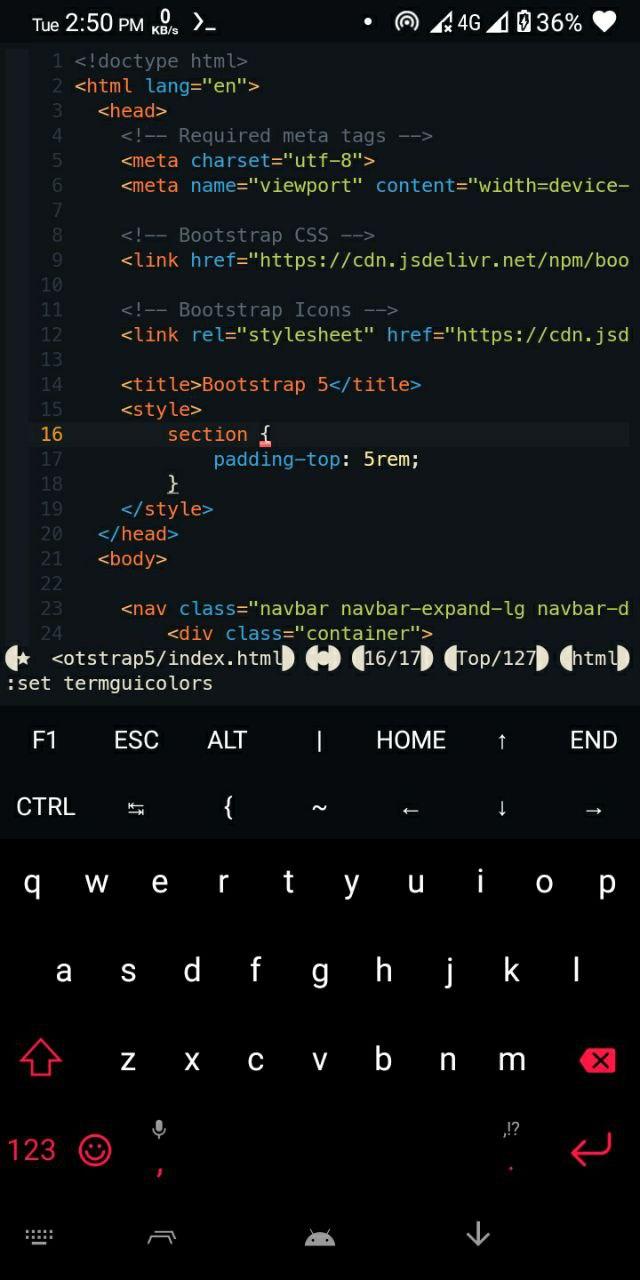 Tue 2:50 PM 0 KB/s 4G 36%
1 <!doctype html>
2 <html lang="en">
3 <head>
4 <!-- Required meta tags -->
5 <meta charset="utf-8">
6 <meta name="viewport" content="width=device-
7
8 <!-- Bootstrap CSS -->
9 <link href="https://cdn.jsdelivr.net/npm/boo
10
11 <!-- Bootstrap Icons -->
12 <link rel="stylesheet" href="https://cdn.jsd
13
14 <title>Bootstrap 5</title>
15 <style>
16 section {
17 padding-top: 5rem;
18 }
19 </style>
20 </head>
21 <body>
22
23 <nav class="navbar navbar-expand-lg navbar-d
24 <div class="container">
<otstrap5/index.html 16/17 Top/127 html
:set termguicolors
F1 ESC ALT | HOME ↑ END
CTRL ↹ { ~ ← ↓ →
q w e r t y u i o p
a s d f g h j k l
z x c v b n m
,!?
123 , .